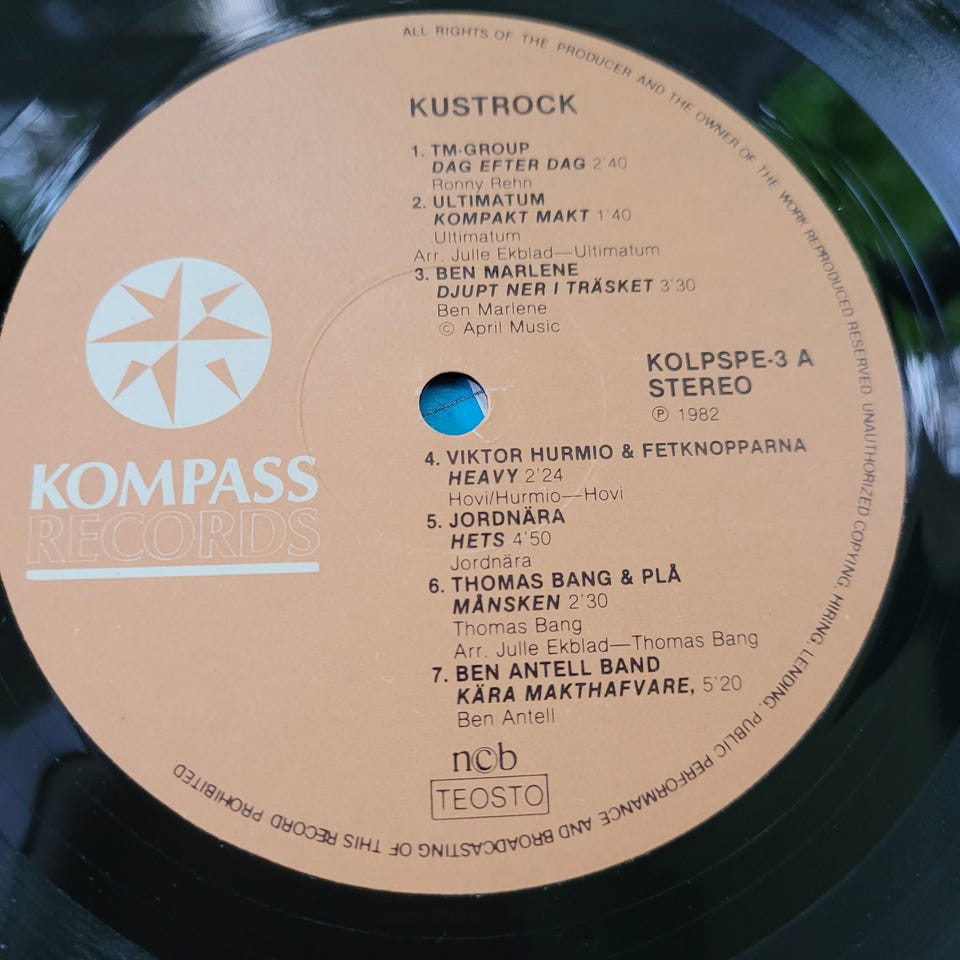 ALL RIGHTS OF THE PRODUCER AND THE OWNER OF THE WORK REPRODUCED RESERVED UNAUTHORIZED COPYING, HIRING, LENDING, PUBLIC PERFORMANCE AND BROADCASTING OF THIS RECORD PROHIBITED
KUSTROCK
1. TM-GROUP
DAG EFTER DAG 2'40
Ronny Rehn
2. ULTIMATUM
KOMPAKT MAKT 1'40
Ultimatum
Arr. Julle Ekblad—Ultimatum
3. BEN MARLENE
DJUPT NER I TRÄSKET 3'30
Ben Marlene
© April Music
KOLPSPE-3 A
STEREO
℗ 1982
KOMPASS
RECORDS
4. VIKTOR HURMIO & FETKNOPPARNA
HEAVY 2'24
Hovi/Hurmio—Hovi
5. JORDNÄRA
HETS 4'50
Jordnära
6. THOMAS BANG & PLÅ
MÅNSKEN 2'30
Thomas Bang
Arr. Julle Ekblad—Thomas Bang
7. BEN ANTELL BAND
KÄRA MAKTHAFVARE, 5'20
Ben Antell
n©b
TEOSTO